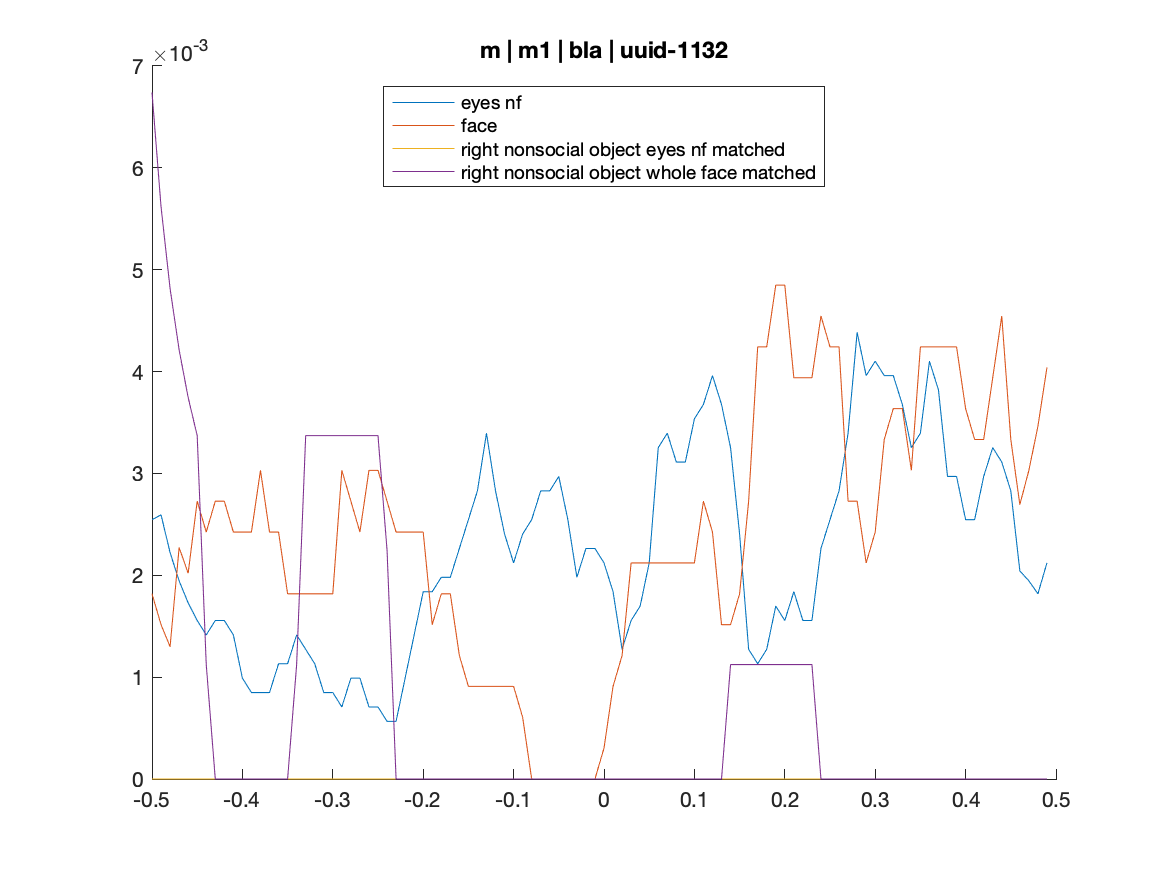 m | m1 | bla | uuid-1132
×10-3
eyes nf
face
right nonsocial object eyes nf matched
right nonsocial object whole face matched
7
6
5
4
3
2
1
0
-0.5 -0.4 -0.3 -0.2 -0.1 0 0.1 0.2 0.3 0.4 0.5